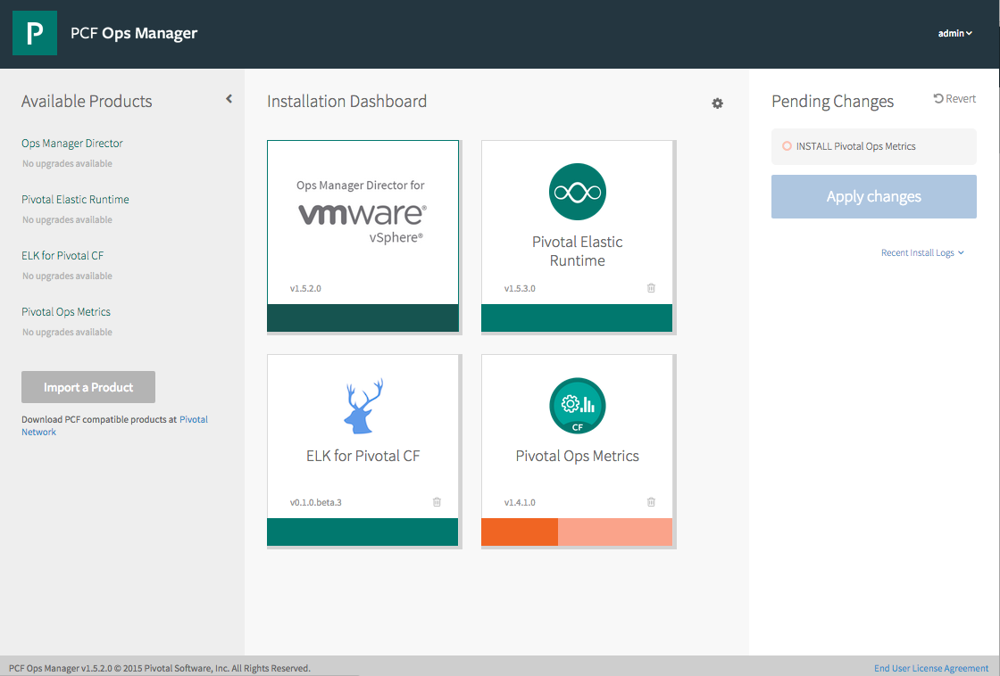 P
PCF Ops Manager
admin
Available Products
Ops Manager Director
No upgrades available
Pivotal Elastic Runtime
No upgrades available
ELK for Pivotal CF
No upgrades available
Pivotal Ops Metrics
No upgrades available
Import a Product
Download PCF compatible products at Pivotal
Network
Installation Dashboard
Ops Manager Director for
vmware®
vSphere®
v1.5.2.0
Pivotal Elastic
Runtime
v1.5.3.0
ELK for Pivotal CF
v0.1.0.beta.3
CF
Pivotal Ops Metrics
v1.4.1.0
Pending Changes
Revert
INSTALL Pivotal Ops Metrics
Apply changes
Recent Install Logs
PCF Ops Manager v1.5.2.0 © 2015 Pivotal Software, Inc. All Rights Reserved.
End User License Agreement